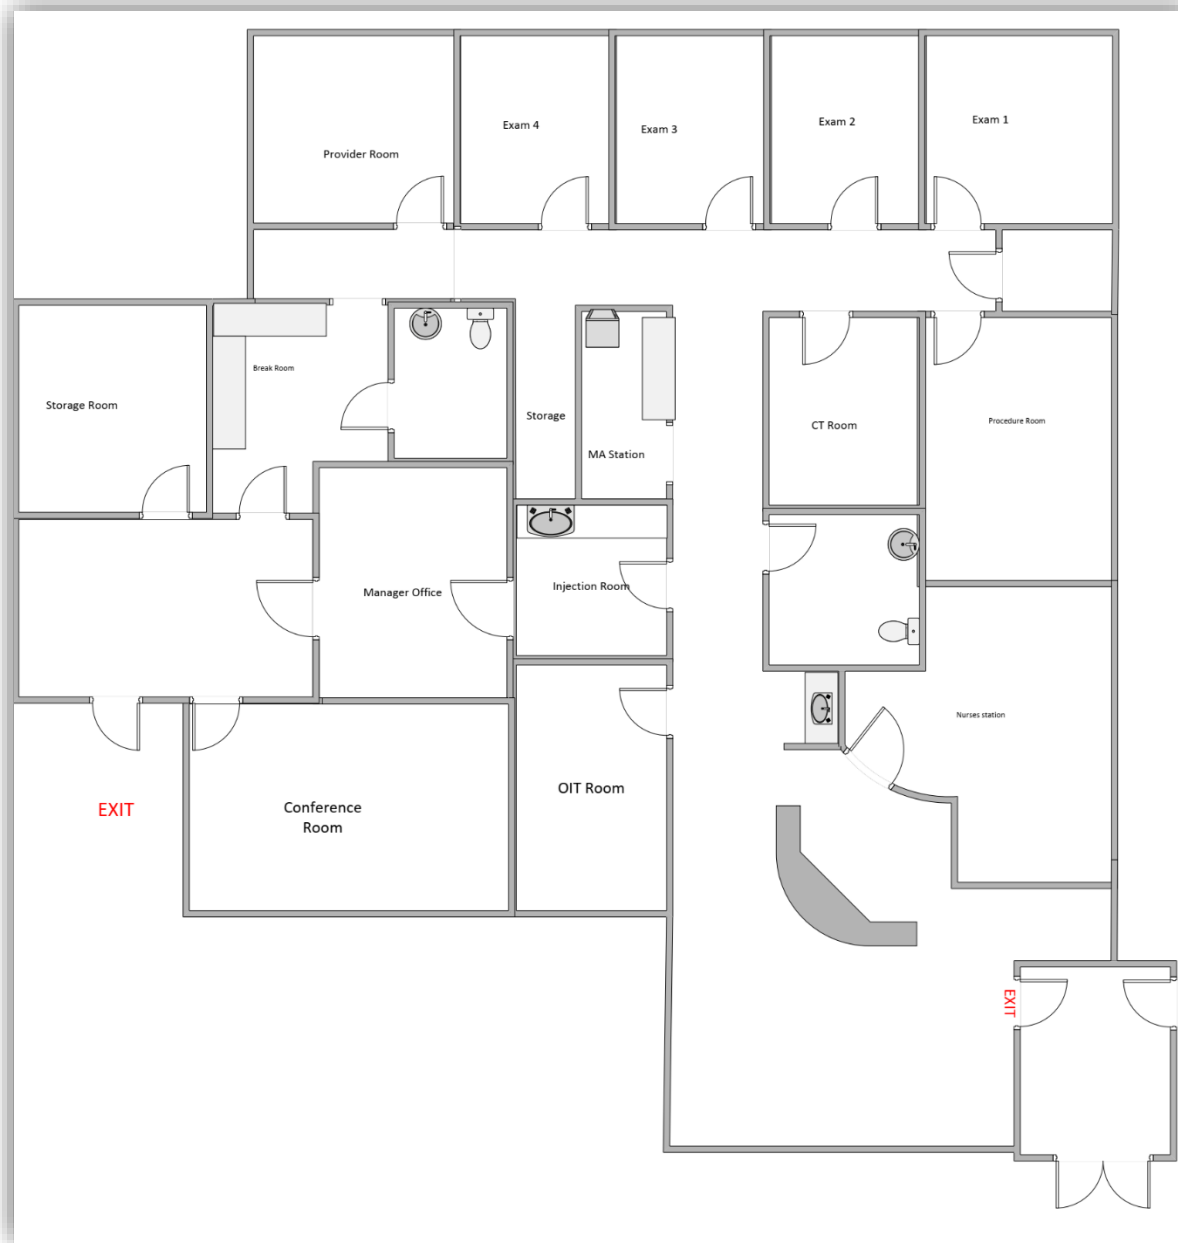 Exam 4
Exam 3
Exam 2
Exam 1
Provider Room
Break Room
Storage Room
Storage
CT Room
Procedure Room
MA Station
Manager Office
Injection Room
Nurses station
OIT Room
EXIT
Conference
Room
EXIT